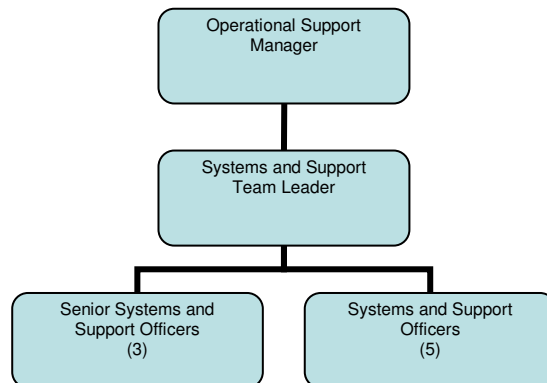 Operational Support
Manager
Systems and Support
Team Leader
Senior Systems and
Support Officers
(3)
Systems and Support
Officers
(5)